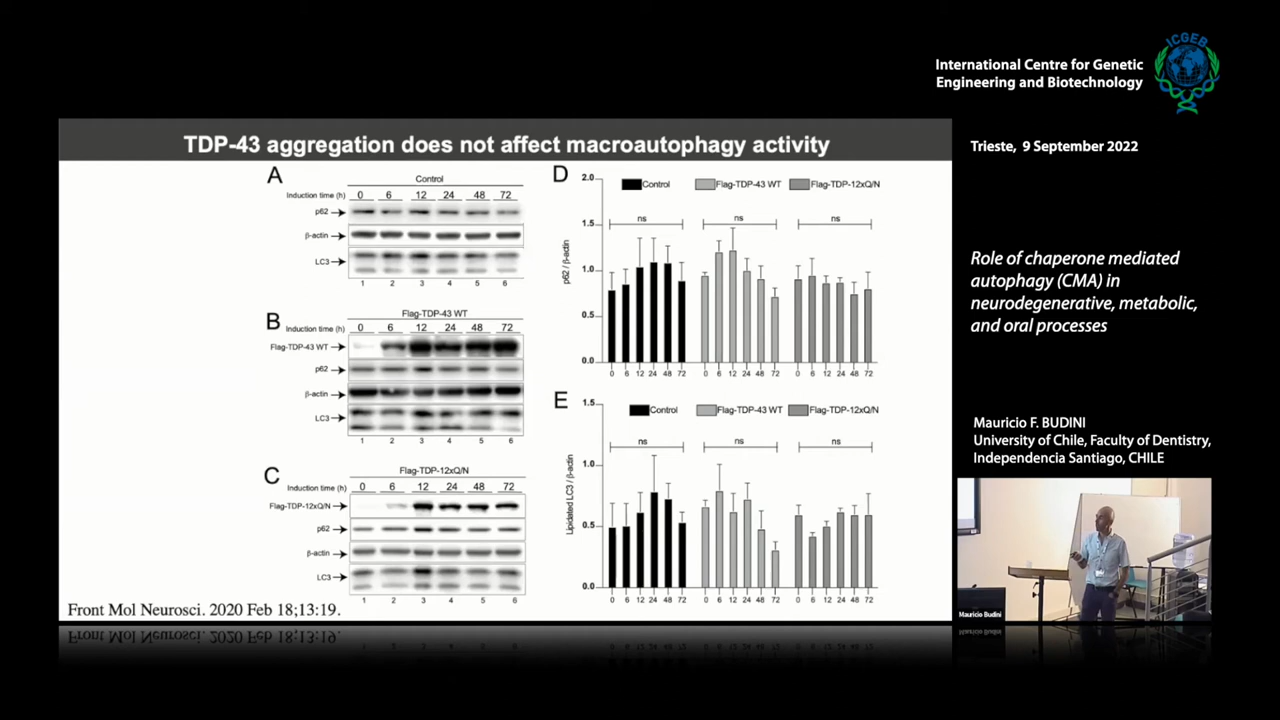 ICGEB
International Centre for Genetic
Engineering and Biotechnology
TDP-43 aggregation does not affect macroautophagy activity
Trieste, 9 September 2022
A
Control
Induction time (h) 0 6 12 24 48 72
p62
β-actin
LC3
1 2 3 4 5 6
B
Flag-TDP-43 WT
Induction time (h) 0 6 12 24 48 72
Flag-TDP-43 WT
p62
β-actin
LC3
1 2 3 4 5 6
C
Flag-TDP-12xQ/N
Induction time (h) 0 6 12 24 48 72
Flag-TDP-12xQ/N
p62
β-actin
LC3
1 2 3 4 5 6
D
Control Flag-TDP-43 WT Flag-TDP-12xQ/N
ns ns ns
p62 / β-actin
2.0
1.5
1.0
0.5
0.0
0 6 12 24 48 72 0 6 12 24 48 72 0 6 12 24 48 72
E
Control Flag-TDP-43 WT Flag-TDP-12xQ/N
ns ns ns
Lipidated LC3 / β-actin
1.5
1.0
0.5
0.0
0 6 12 24 48 72 0 6 12 24 48 72 0 6 12 24 48 72
Front Mol Neurosci. 2020 Feb 18;13:19.
Role of chaperone mediated
autophagy (CMA) in
neurodegenerative, metabolic,
and oral processes
Mauricio F. BUDINI
University of Chile, Faculty of Dentistry,
Independencia Santiago, CHILE
Mauricio Budini